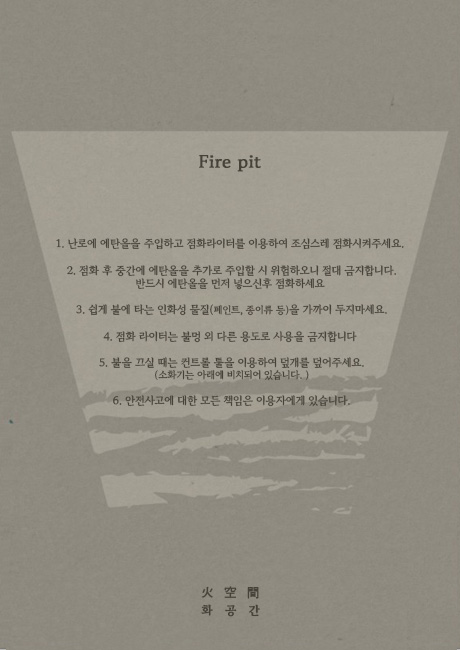 Fire pit
1. 난로에 에탄올을 주입하고 점화라이터를 이용하여 조심스레 점화시켜주세요.
2. 점화 후 중간에 에탄올을 추가로 주입할 시 위험하오니 절대 금지합니다.
반드시 에탄올을 먼저 넣으신후 점화하세요
3. 쉽게 불에 타는 인화성 물질(페인트, 종이류 등)을 가까이 두지마세요.
4. 점화 라이터는 불멍 외 다른 용도로 사용을 금지합니다
5. 불을 끄실 때는 컨트롤 툴을 이용하여 덮개를 덮어주세요.
(소화기는 아래에 비치되어 있습니다. )
6. 안전사고에 대한 모든 책임은 이용자에게 있습니다.
火 空 間
화 공 간